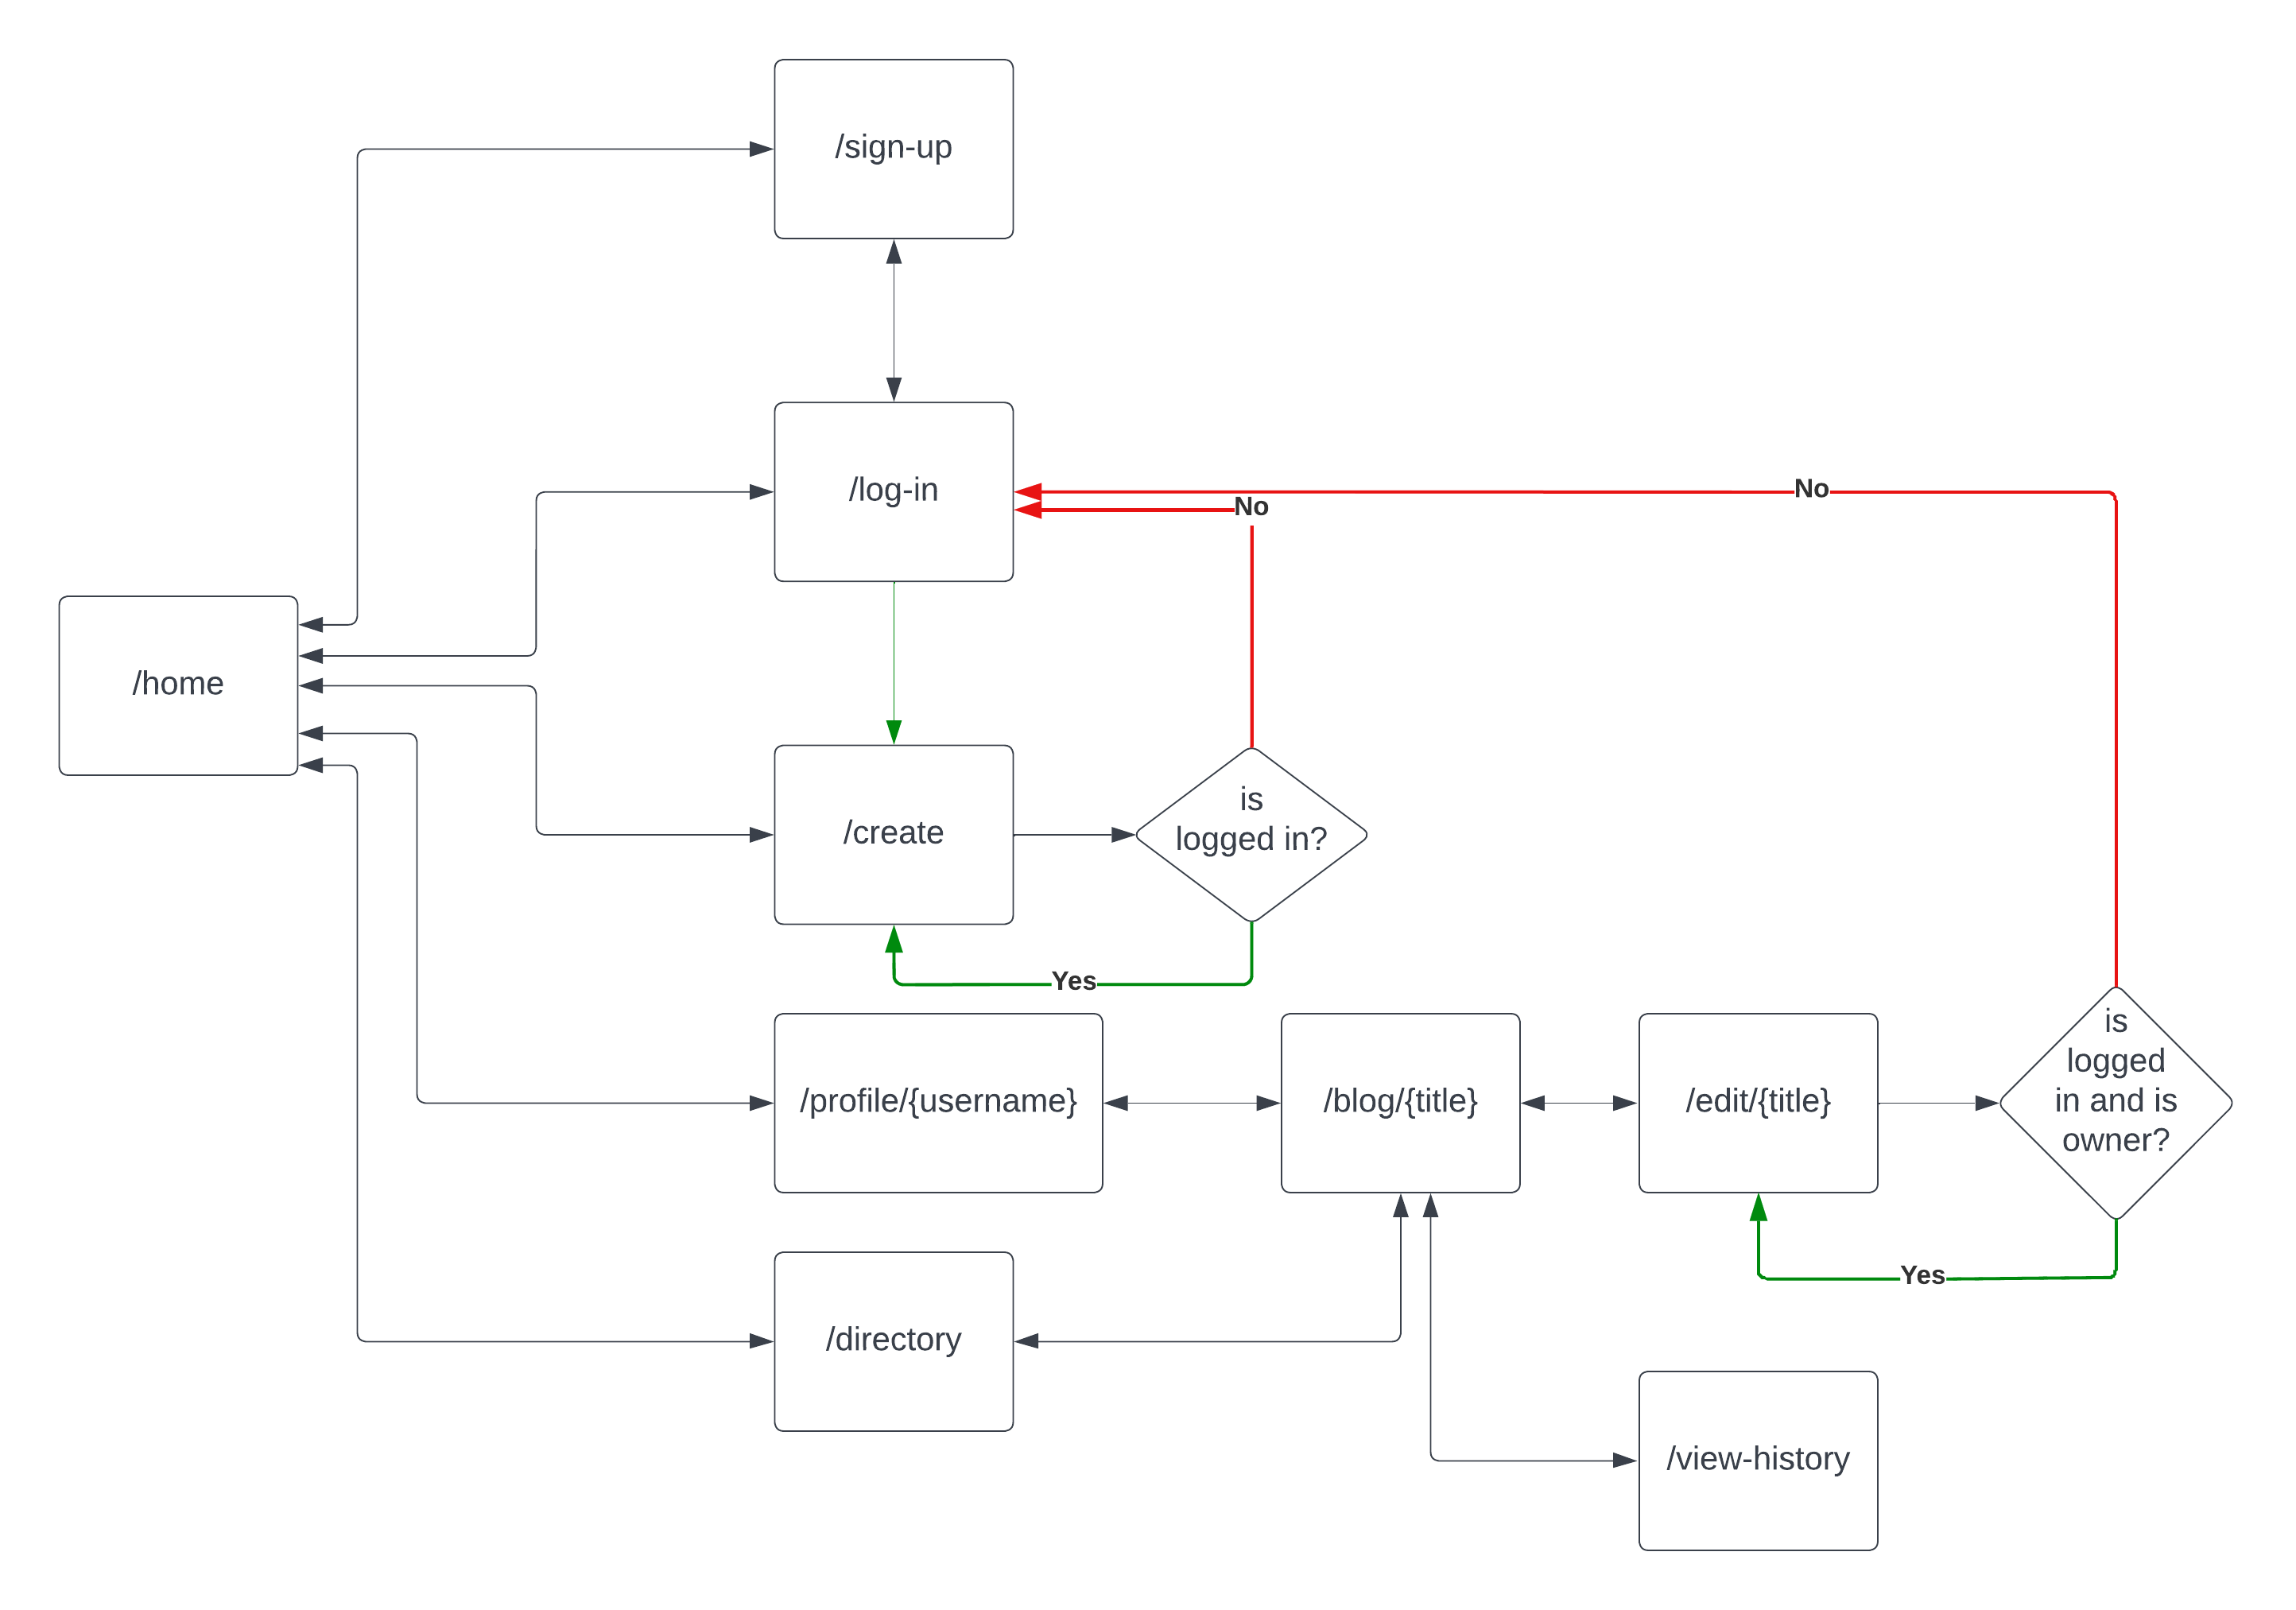 /sign-up
/log-in
No
No
/home
is
logged in?
/create
Yes
is
logged
in and is
owner?
/profile/{username}
/blog/{title}
/edit/{title}
Yes
/directory
/view-history